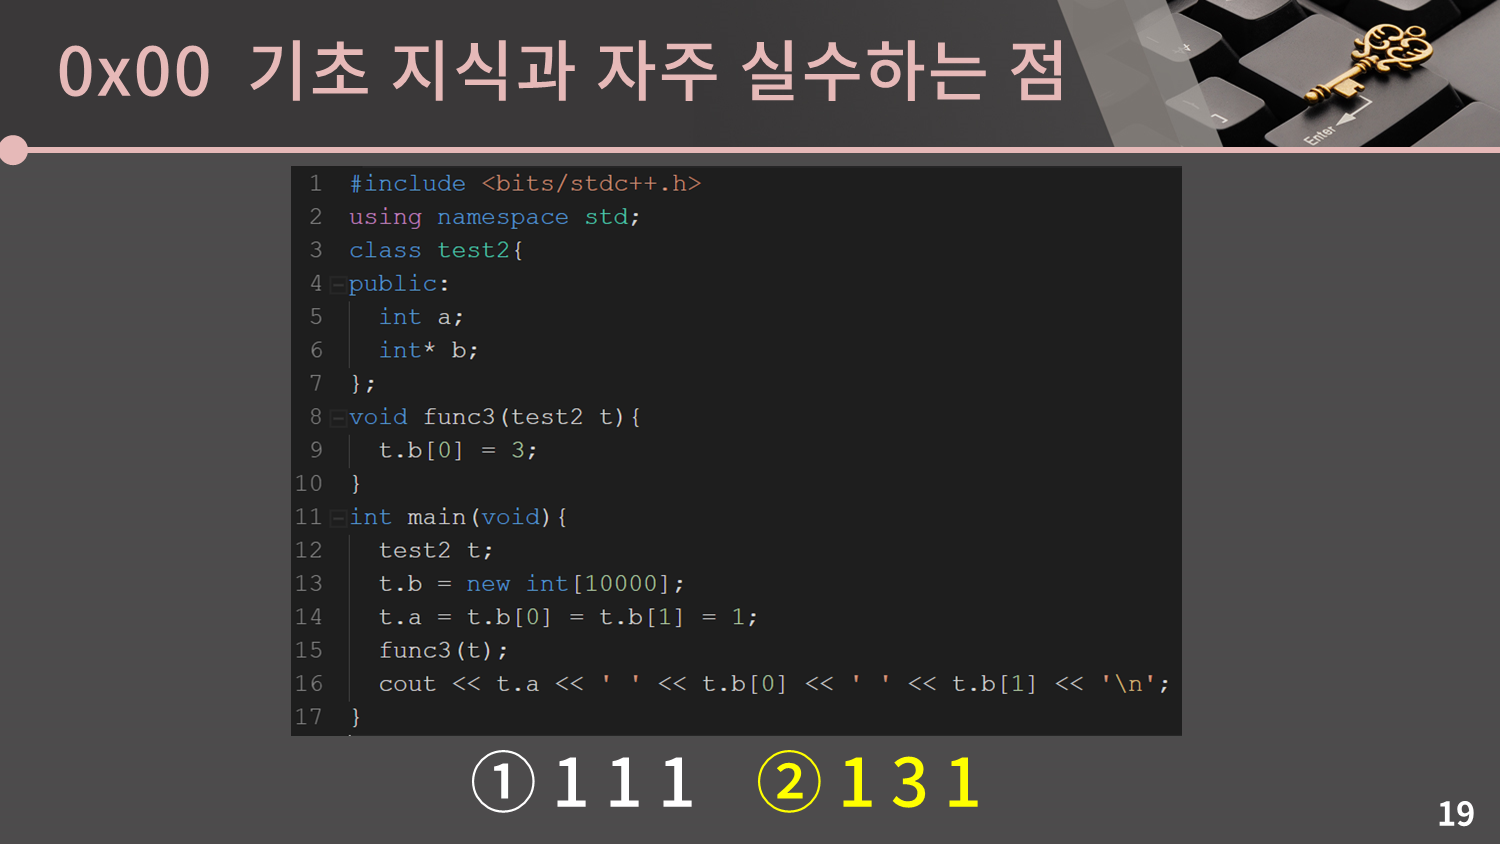 0x00 기초 지식과 자주 실수하는 점
Enter
1 #include <bits/stdc++.h>
2 using namespace std;
3 class test2{
4 public:
5   int a;
6   int* b;
7 };
8 void func3(test2 t){
9   t.b[0] = 3;
10 }
11 int main(void){
12   test2 t;
13   t.b = new int[10000];
14   t.a = t.b[0] = t.b[1] = 1;
15   func3(t);
16   cout << t.a << ' ' << t.b[0] << ' ' << t.b[1] << '\n';
17 }
① 1 1 1 ② 1 3 1
19